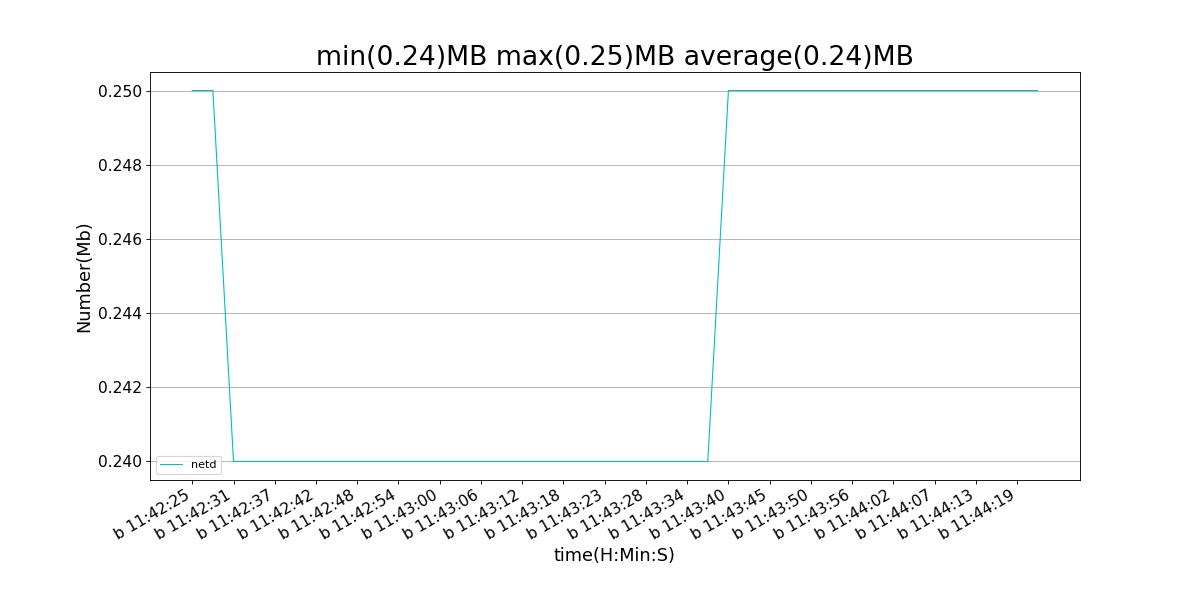 min(0.24)MB max(0.25)MB average(0.24)MB
0.250
0.248
0.246
0.244
0.242
0.240
Number(Mb)
netd
b 11:42:25
b 11:42:31
b 11:42:37
b 11:42:42
b 11:42:48
b 11:42:54
b 11:43:00
b 11:43:06
b 11:43:12
b 11:43:18
b 11:43:23
b 11:43:28
b 11:43:34
b 11:43:40
b 11:43:45
b 11:43:50
b 11:43:56
b 11:44:02
b 11:44:07
b 11:44:13
b 11:44:19
time(H:Min:S)